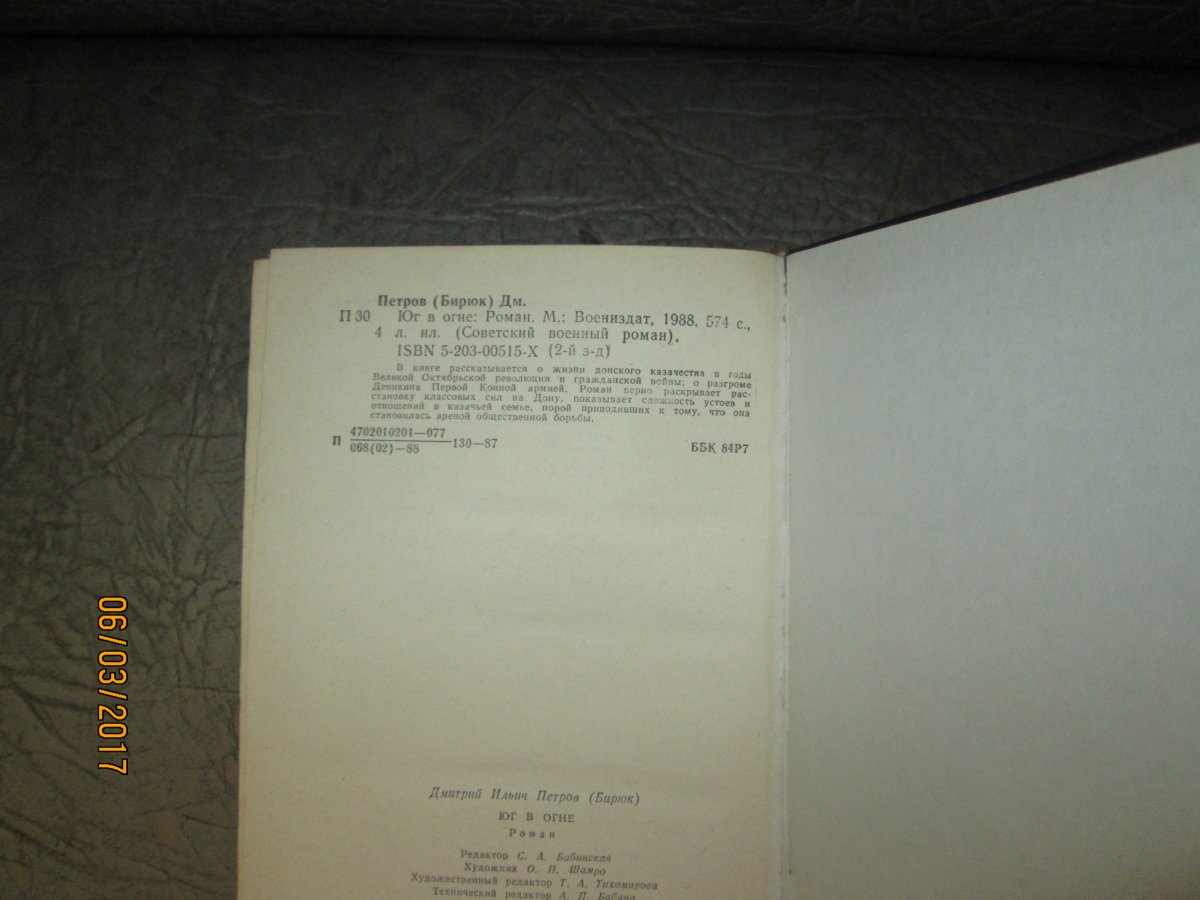 Петров (Бирюк) Дм.
П 30 Юг в огне: Роман. М.: Воениздат, 1988. 574 с.,
4 л. ил. (Советский военный роман).
ISBN 5-203-00515-X (2-й з-д)
В книге рассказывается о жизни донского казачества в годы
Великой Октябрьской революции и гражданской войны; о разгроме
Деникина Первой Конной армией. Роман верно раскрывает рас-
становку классовых сил на Дону, показывает сложность устоев и
отношений в казачьей семье, порой приводивших к тому, что она
становилась ареной общественной борьбы.
П 4702010201—077
068(02)—88
130—87
ББК 84Р7
Дмитрий Ильич Петров (Бирюк)
ЮГ В ОГНЕ
Роман
Редактор С. А. Бабинская
Художник О. П. Шамро
Художественный редактор Т. А. Тихомирова
Технический редактор А. П. Бабина
06/03/2017